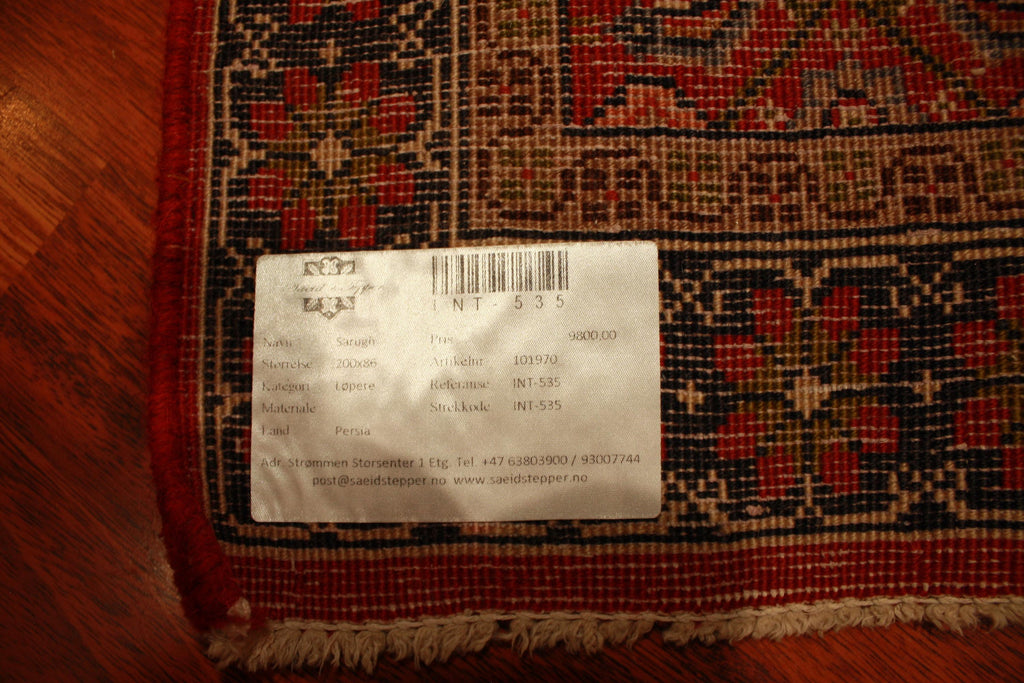 INT-535
Navn Sarugh Pris 9800,00
Størrelse 200x86 Artikelnr 101970
Kategori Løpere Referanse INT-535
Materiale Strekkode INT-535
Land Persia
Adr. Strømmen Storsenter 1 Etg. Tel. +47 63803900 / 93007744
post@saeidstepper.no www.saeidstepper.no